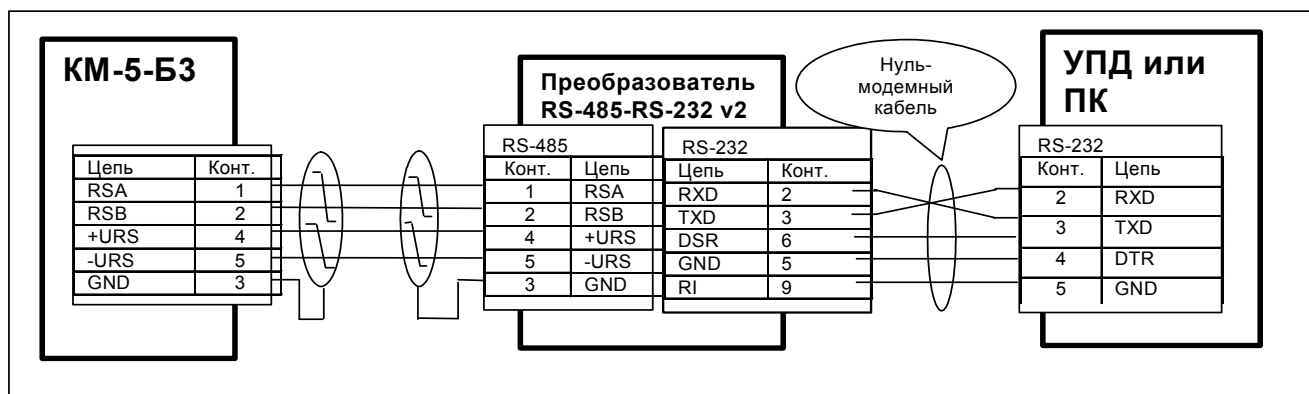 КМ-5-Б3
Цепь Конт.
RSA 1
RSB 2
+URS 4
-URS 5
GND 3
Преобразователь
RS-485-RS-232 v2
RS-485
Конт. Цепь
1 RSA
2 RSB
4 +URS
5 -URS
3 GND
RS-232
Цепь Конт.
RXD 2
TXD 3
DSR 6
GND 5
RI 9
Нуль-
модемный
кабель
УПД или
ПК
RS-232
Конт. Цепь
2 RXD
3 TXD
4 DTR
5 GND